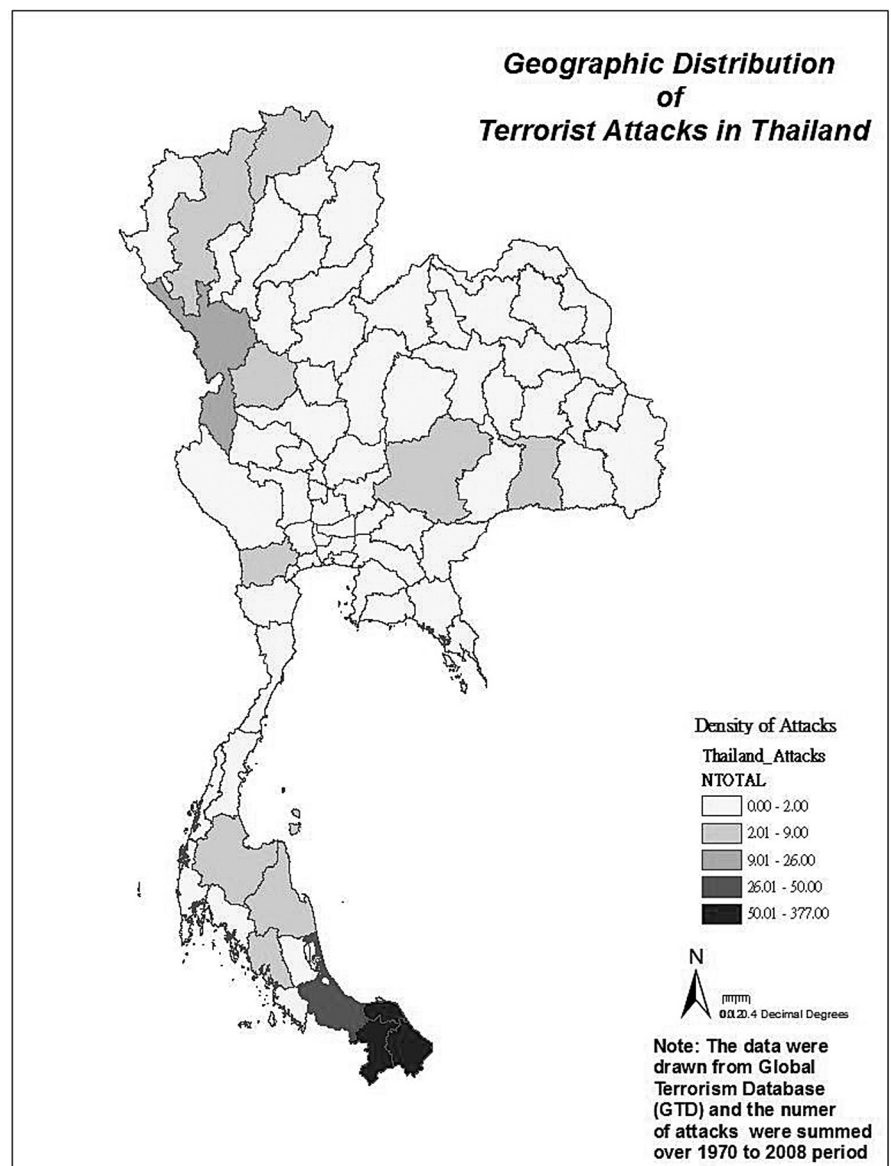 Geographic Distribution
of
Terrorist Attacks in Thailand
Density of Attacks
Thailand_Attacks
NTOTAL
0.00 - 2.00
2.01 - 9.00
9.01 - 26.00
26.01 - 50.00
50.01 - 377.00
N
Decimal Degrees
Note: The data were
drawn from Global
Terrorism Database
(GTD) and the numer
of attacks were summed
over 1970 to 2008 period